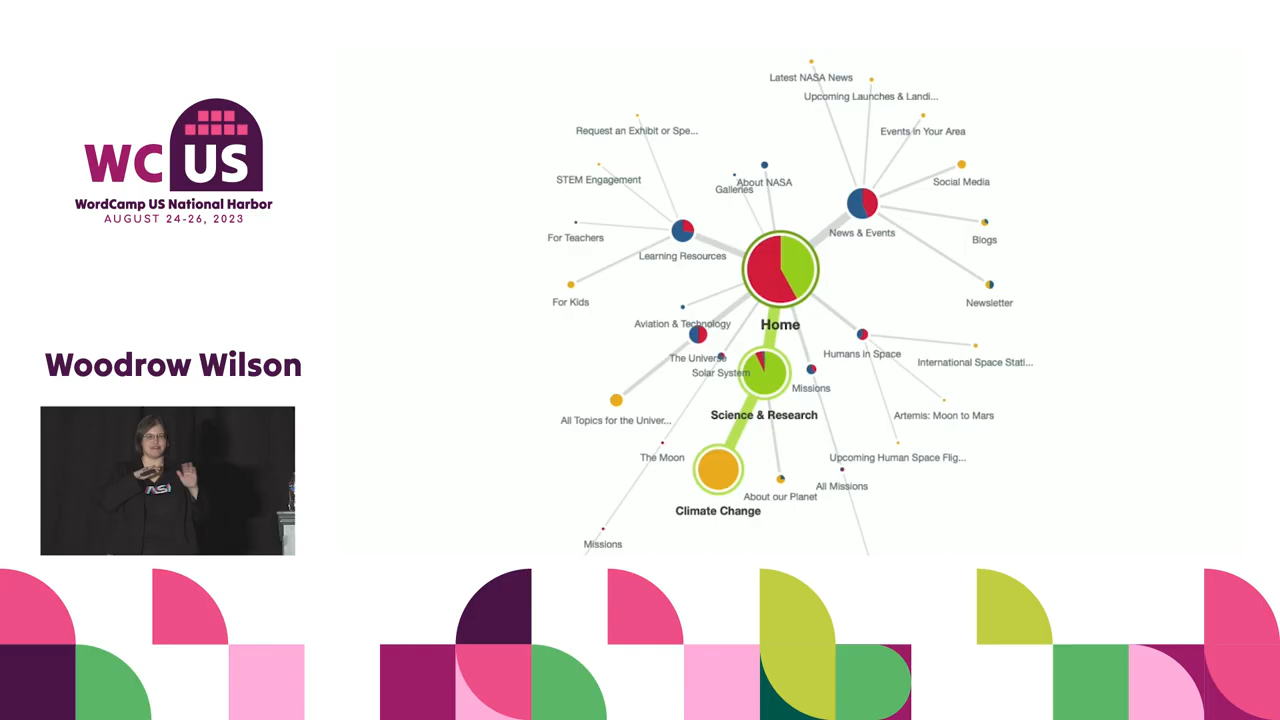 WC US
WordCamp US National Harbor
AUGUST 24-26, 2023
Woodrow Wilson
Latest NASA News
Upcoming Launches & Landi...
Request an Exhibit or Spe...
Events in Your Area
STEM Engagement
About NASA
Galleries
Social Media
For Teachers
News & Events
Blogs
Learning Resources
For Kids
Newsletter
Aviation & Technology
Home
The Universe
Humans in Space
International Space Stati...
Solar System
Missions
All Topics for the Univer...
Science & Research
Artemis: Moon to Mars
The Moon
Upcoming Human Space Flig...
All Missions
About our Planet
Climate Change
Missions